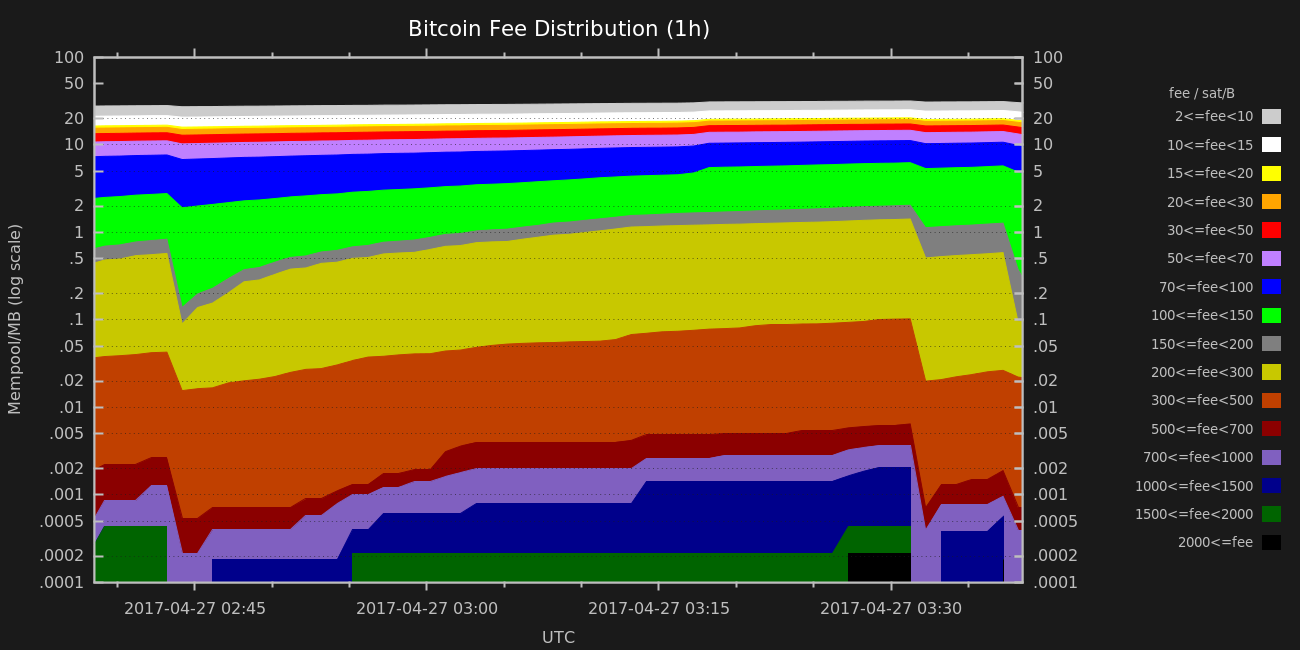 Bitcoin Fee Distribution (1h)
Mempool/MB (log scale)
100
50
20
10
5
2
1
.5
.2
.1
.05
.02
.01
.005
.002
.001
.0005
.0002
.0001
100
50
20
10
5
2
1
.5
.2
.1
.05
.02
.01
.005
.002
.001
.0005
.0002
.0001
2017-04-27 02:45
2017-04-27 03:00
2017-04-27 03:15
2017-04-27 03:30
UTC
fee / sat/B
2<=fee<10
10<=fee<15
15<=fee<20
20<=fee<30
30<=fee<50
50<=fee<70
70<=fee<100
100<=fee<150
150<=fee<200
200<=fee<300
300<=fee<500
500<=fee<700
700<=fee<1000
1000<=fee<1500
1500<=fee<2000
2000<=fee